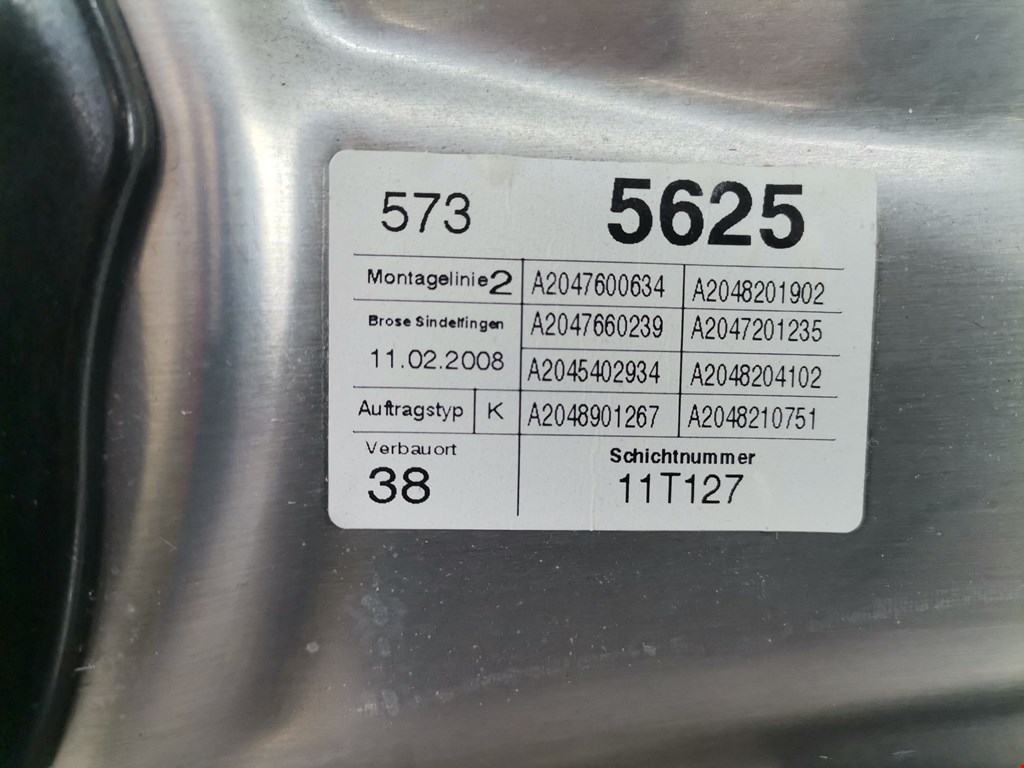 573 5625
Montagelinie 2 A2047600634 A2048201902
Brose Sindelfingen A2047660239 A2047201235
11.02.2008 A2045402934 A2048204102
Auftragstyp K A2048901267 A2048210751
Verbauort Schichtnummer
38 11T127